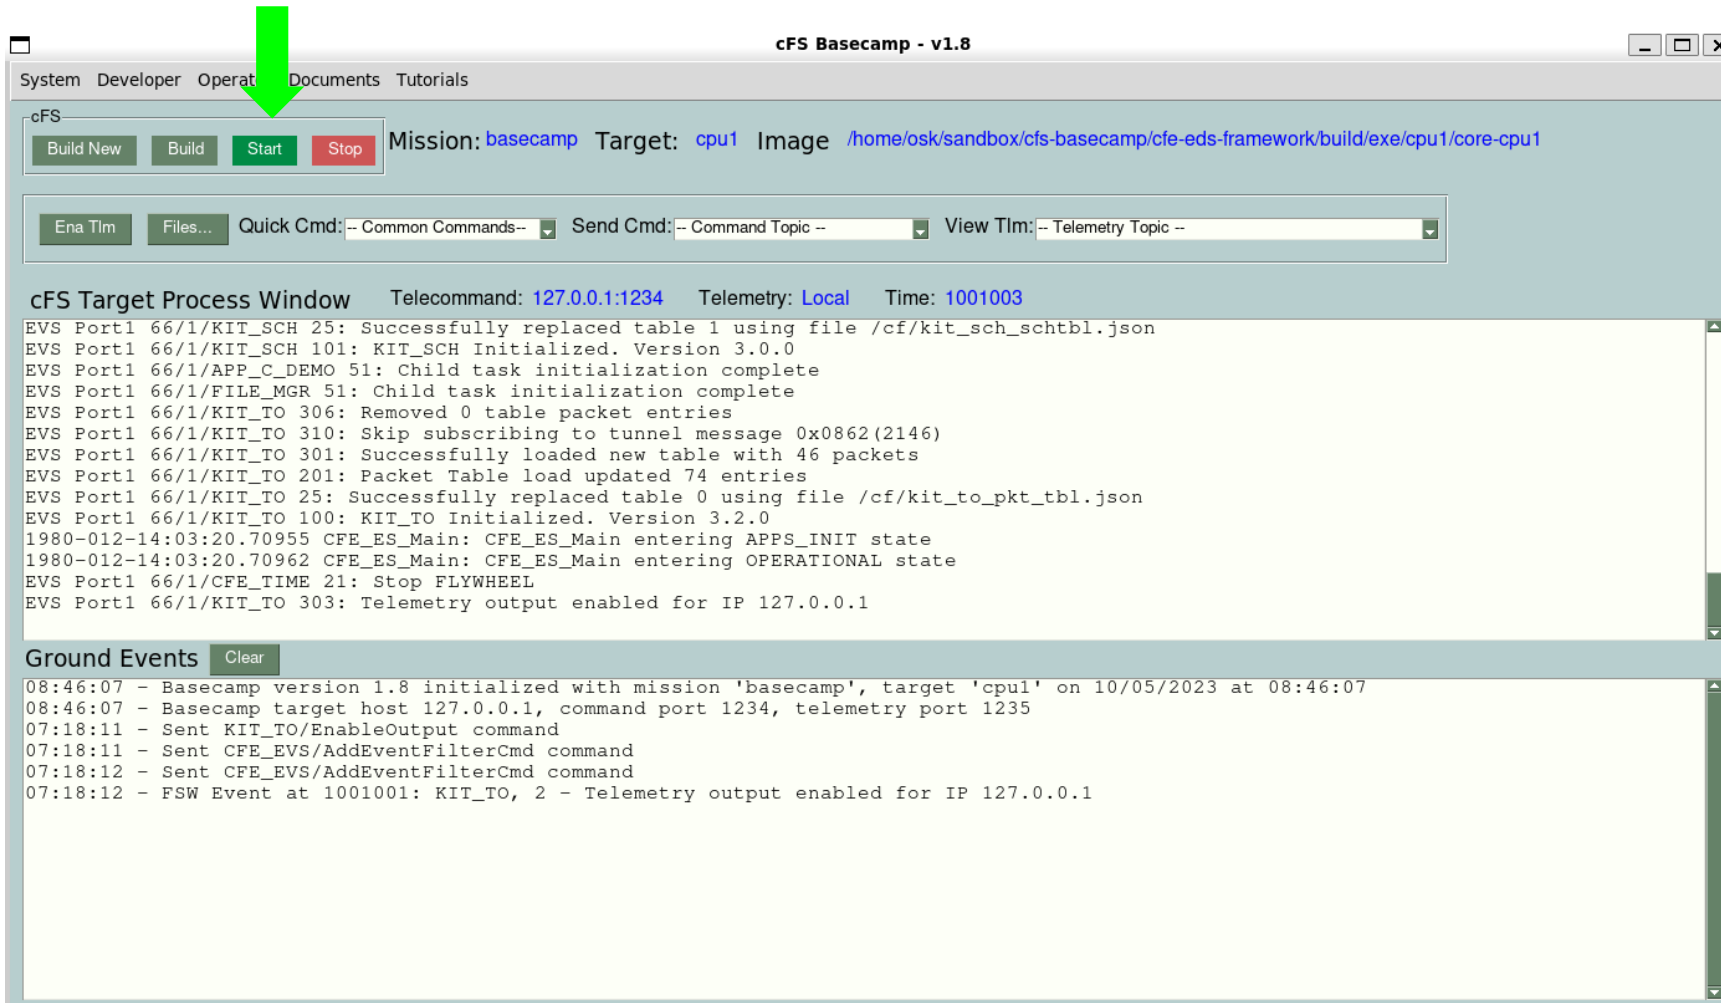 cFS Basecamp - v1.8
System Developer Operat Documents Tutorials
cFS
Build New Build Start Stop Mission: basecamp Target: cpu1 Image /home/osk/sandbox/cfs-basecamp/cfe-eds-framework/build/exe/cpu1/core-cpu1
Ena Tlm Files... Quick Cmd: -- Common Commands-- Send Cmd: -- Command Topic -- View Tlm: -- Telemetry Topic --
cFS Target Process Window Telecommand: 127.0.0.1:1234 Telemetry: Local Time: 1001003
EVS Port1 66/1/KIT_SCH 25: Successfully replaced table 1 using file /cf/kit_sch_schtbl.json
EVS Port1 66/1/KIT_SCH 101: KIT_SCH Initialized. Version 3.0.0
EVS Port1 66/1/APP_C_DEMO 51: Child task initialization complete
EVS Port1 66/1/FILE_MGR 51: Child task initialization complete
EVS Port1 66/1/KIT_TO 306: Removed 0 table packet entries
EVS Port1 66/1/KIT_TO 310: Skip subscribing to tunnel message 0x0862(2146)
EVS Port1 66/1/KIT_TO 301: Successfully loaded new table with 46 packets
EVS Port1 66/1/KIT_TO 201: Packet Table load updated 74 entries
EVS Port1 66/1/KIT_TO 25: Successfully replaced table 0 using file /cf/kit_to_pkt_tbl.json
EVS Port1 66/1/KIT_TO 100: KIT_TO Initialized. Version 3.2.0
1980-012-14:03:20.70955 CFE_ES_Main: CFE_ES_Main entering APPS_INIT state
1980-012-14:03:20.70962 CFE_ES_Main: CFE_ES_Main entering OPERATIONAL state
EVS Port1 66/1/CFE_TIME 21: Stop FLYWHEEL
EVS Port1 66/1/KIT_TO 303: Telemetry output enabled for IP 127.0.0.1
Ground Events Clear
08:46:07 - Basecamp version 1.8 initialized with mission 'basecamp', target 'cpu1' on 10/05/2023 at 08:46:07
08:46:07 - Basecamp target host 127.0.0.1, command port 1234, telemetry port 1235
07:18:11 - Sent KIT_TO/EnableOutput command
07:18:11 - Sent CFE_EVS/AddEventFilterCmd command
07:18:12 - Sent CFE_EVS/AddEventFilterCmd command
07:18:12 - FSW Event at 1001001: KIT_TO, 2 - Telemetry output enabled for IP 127.0.0.1